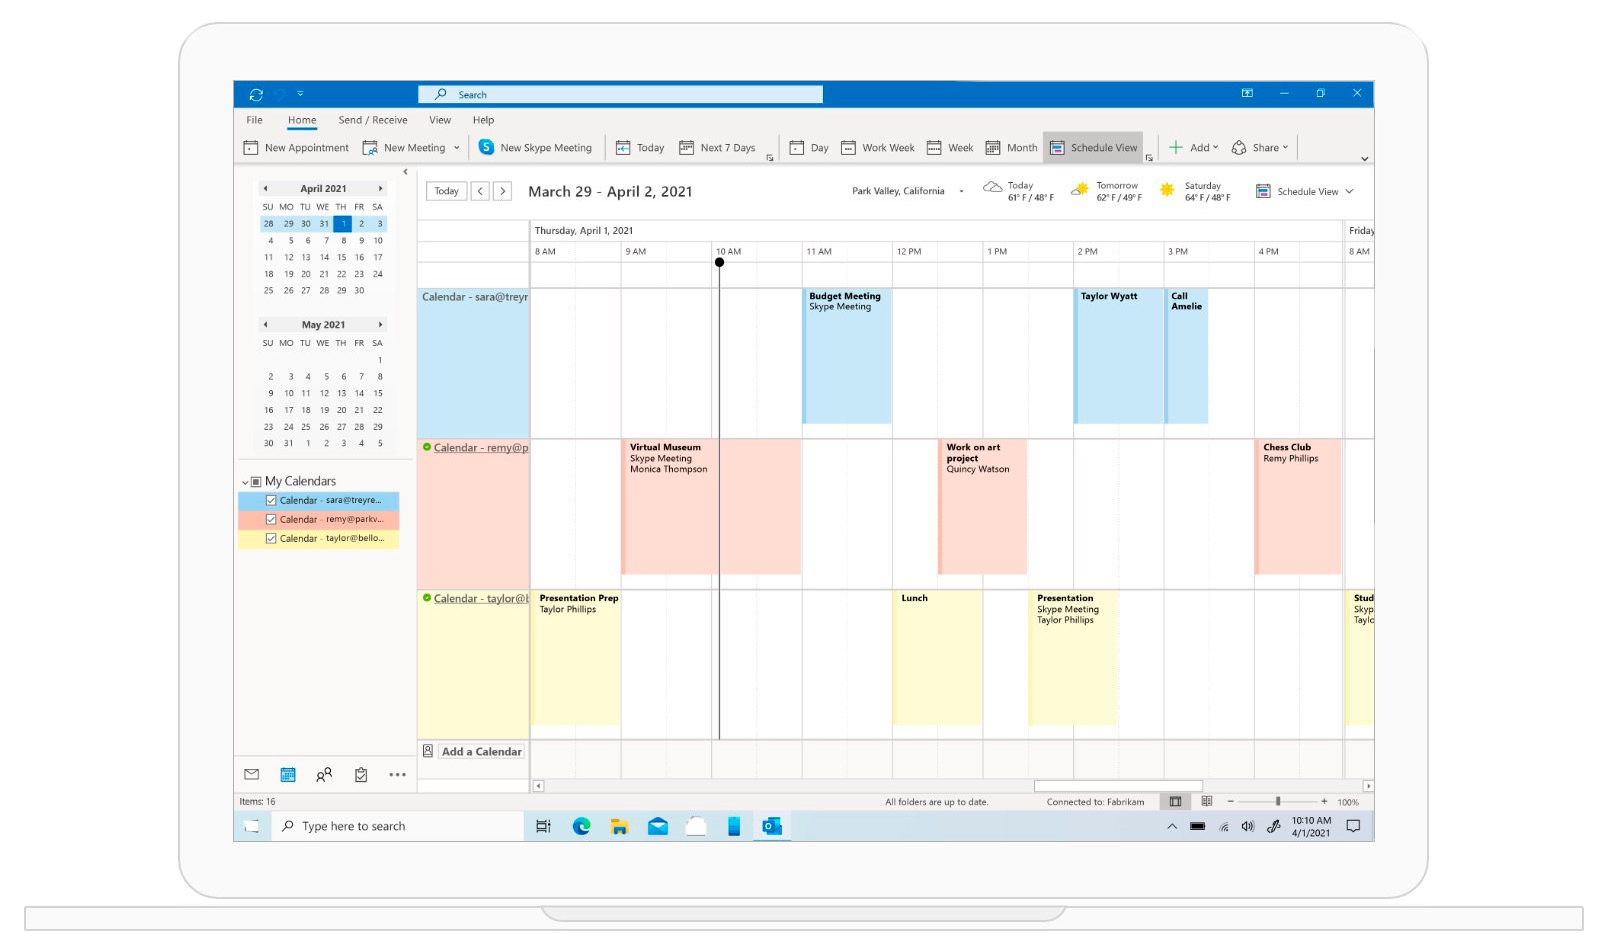 Search
File Home Send / Receive View Help
New Appointment New Meeting New Skype Meeting Today Next 7 Days Day Work Week Week Month Schedule View Add Share
April 2021
SU MO TU WE TH FR SA
28 29 30 31 1 2 3
4 5 6 7 8 9 10
11 12 13 14 15 16 17
18 19 20 21 22 23 24
25 26 27 28 29 30
May 2021
SU MO TU WE TH FR SA
1
2 3 4 5 6 7 8
9 10 11 12 13 14 15
16 17 18 19 20 21 22
23 24 25 26 27 28 29
30 31 1 2 3 4 5
My Calendars
Calendar - sara@treyre...
Calendar - remy@parkv...
Calendar - taylor@bello...
Today March 29 - April 2, 2021
Park Valley, California
Today
61° F / 48° F
Tomorrow
62° F / 49° F
Saturday
64° F / 48° F
Schedule View
Thursday, April 1, 2021 Friday
8 AM 9 AM 10 AM 11 AM 12 PM 1 PM 2 PM 3 PM 4 PM 8 AM
Calendar - sara@treyr
Budget Meeting
Skype Meeting
Taylor Wyatt
Call
Amelie
Calendar - remy@p
Virtual Museum
Skype Meeting
Monica Thompson
Work on art
project
Quincy Watson
Chess Club
Remy Phillips
Calendar - taylor@b
Presentation Prep
Taylor Phillips
Lunch
Presentation
Skype Meeting
Taylor Phillips
Stud
Skyp
Taylo
Add a Calendar
Items: 16
All folders are up to date.
Connected to: Fabrikam
100%
Type here to search
10:10 AM
4/1/2021